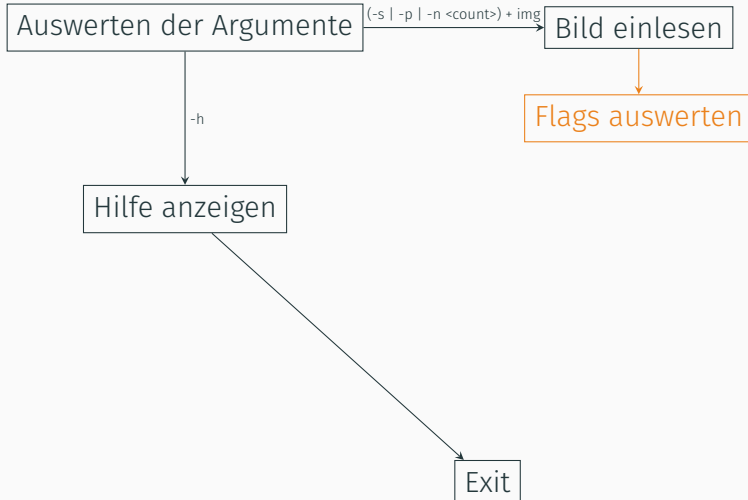 Auswerten der Argumente
(-s | -p | -n <count>) + img
Bild einlesen
Flags auswerten
-h
Hilfe anzeigen
Exit